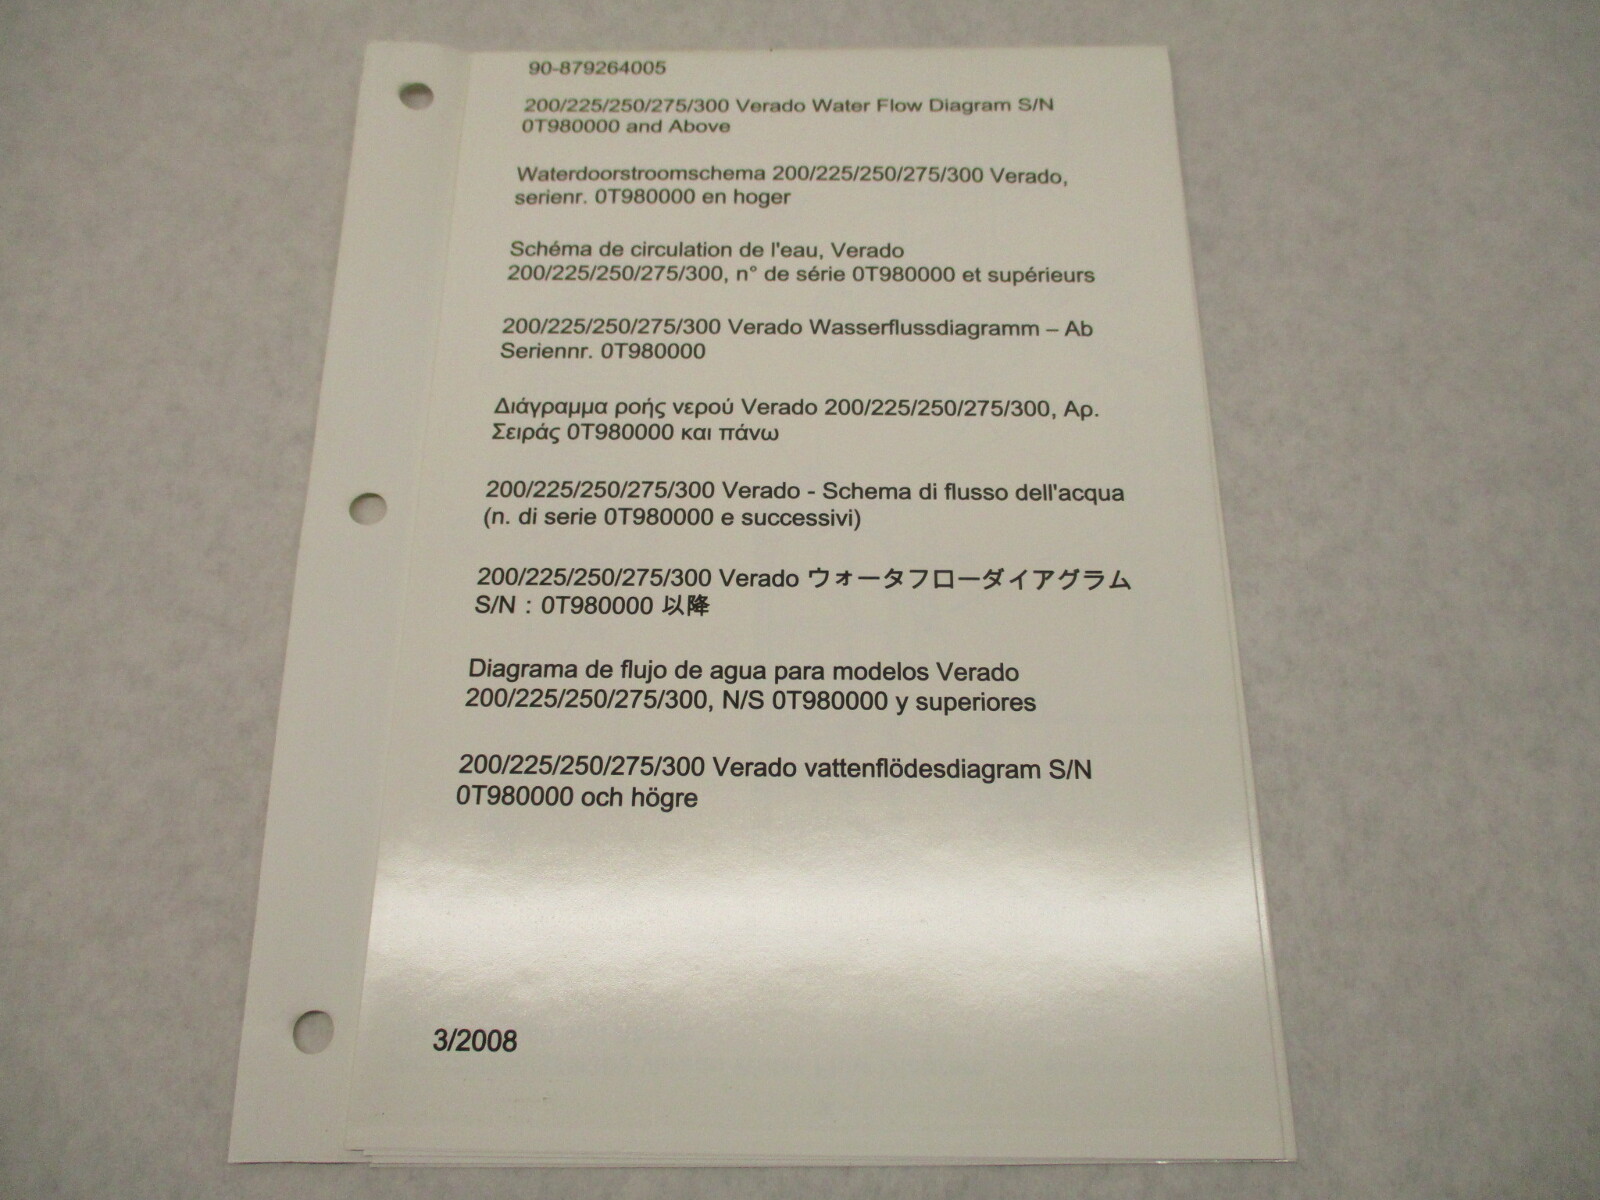 90-879264005
200/225/250/275/300 Verado Water Flow Diagram S/N
0T980000 and Above
Waterdoorstroomschema 200/225/250/275/300 Verado,
serienr. 0T980000 en hoger
Schéma de circulation de l'eau, Verado
200/225/250/275/300, n° de série 0T980000 et supérieurs
200/225/250/275/300 Verado Wasserflussdiagramm – Ab
Seriennr. 0T980000
Διάγραμμα ροής νερού Verado 200/225/250/275/300, Αρ.
Σειράς 0T980000 και πάνω
200/225/250/275/300 Verado - Schema di flusso dell'acqua
(n. di serie 0T980000 e successivi)
200/225/250/275/300 Verado ウォータフローダイアグラム
S/N : 0T980000 以降
Diagrama de flujo de agua para modelos Verado
200/225/250/275/300, N/S 0T980000 y superiores
200/225/250/275/300 Verado vattenflödesdiagram S/N
0T980000 och högre
3/2008